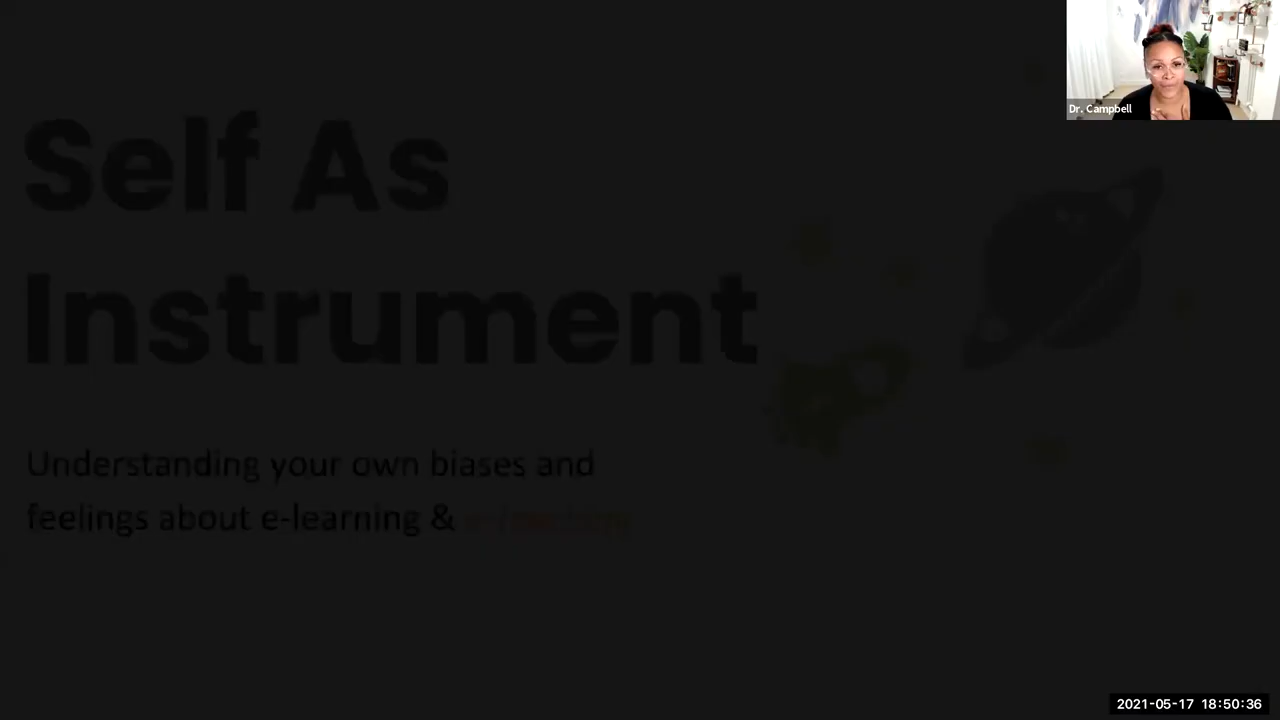 Dr. Campbell
Self As
Instrument
Understanding your own biases and
feelings about e-learning &
2021-05-17 18:50:36